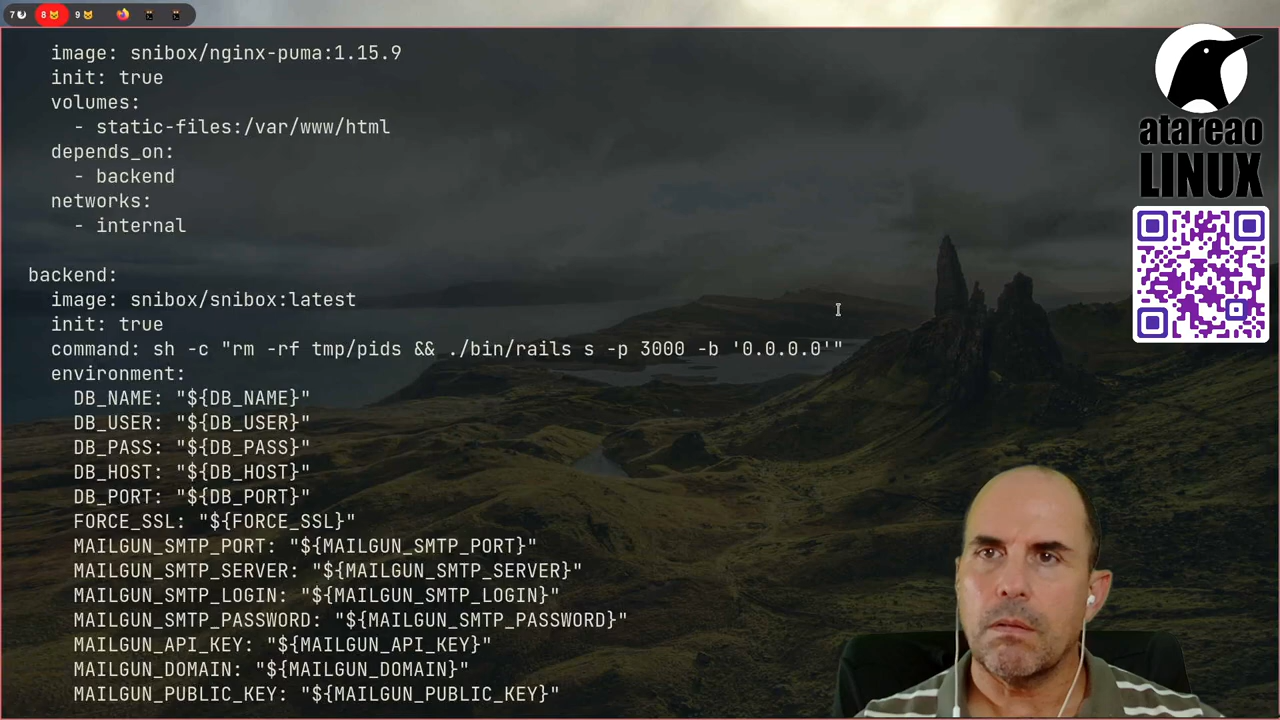 7
8
9
image: snibox/nginx-puma:1.15.9
init: true
volumes:
- static-files:/var/www/html
depends_on:
- backend
networks:
- internal
backend:
image: snibox/snibox:latest
init: true
command: sh -c "rm -rf tmp/pids && ./bin/rails s -p 3000 -b '0.0.0.0'"
environment:
DB_NAME: "${DB_NAME}"
DB_USER: "${DB_USER}"
DB_PASS: "${DB_PASS}"
DB_HOST: "${DB_HOST}"
DB_PORT: "${DB_PORT}"
FORCE_SSL: "${FORCE_SSL}"
MAILGUN_SMTP_PORT: "${MAILGUN_SMTP_PORT}"
MAILGUN_SMTP_SERVER: "${MAILGUN_SMTP_SERVER}"
MAILGUN_SMTP_LOGIN: "${MAILGUN_SMTP_LOGIN}"
MAILGUN_SMTP_PASSWORD: "${MAILGUN_SMTP_PASSWORD}"
MAILGUN_API_KEY: "${MAILGUN_API_KEY}"
MAILGUN_DOMAIN: "${MAILGUN_DOMAIN}"
MAILGUN_PUBLIC_KEY: "${MAILGUN_PUBLIC_KEY}"
atareao
LINUX